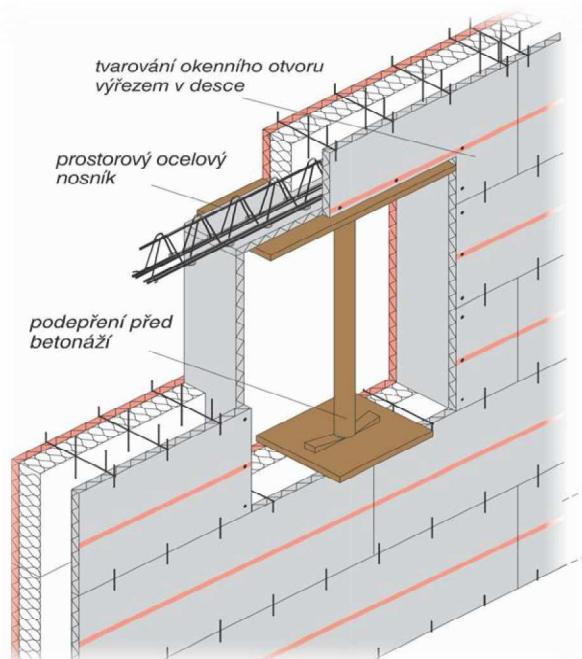 tvarování okenního otvoru
výřezem v desce
prostorový ocelový
nosník
podepření před
betonáží